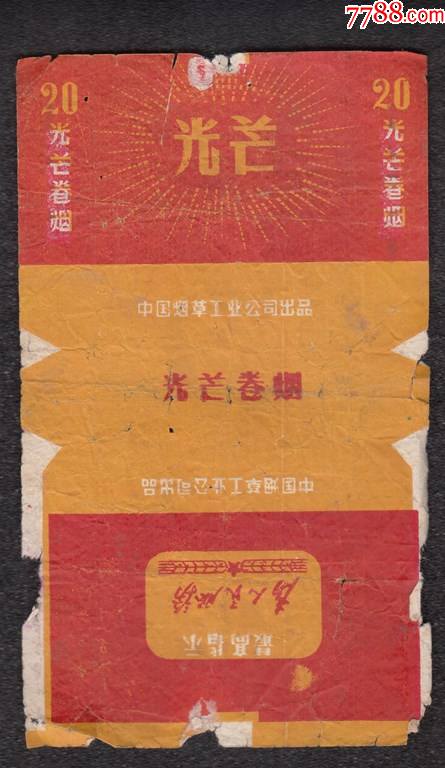 7788.com
20
光芒卷烟
光芒
20
光芒卷烟
中国烟草工业公司出品
光芒卷烟
中国烟草工业公司出品
最高指示
为人民服务